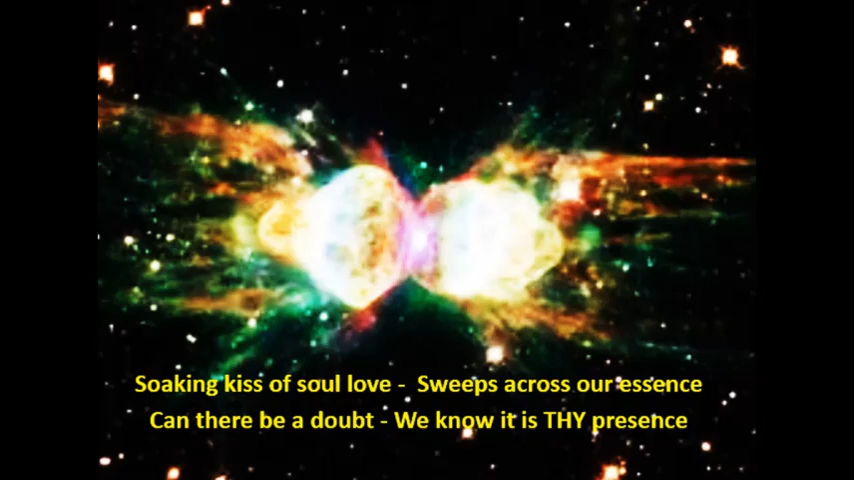 Soaking kiss of soul love -  Sweeps across our essence
Can there be a doubt - We know it is THY presence